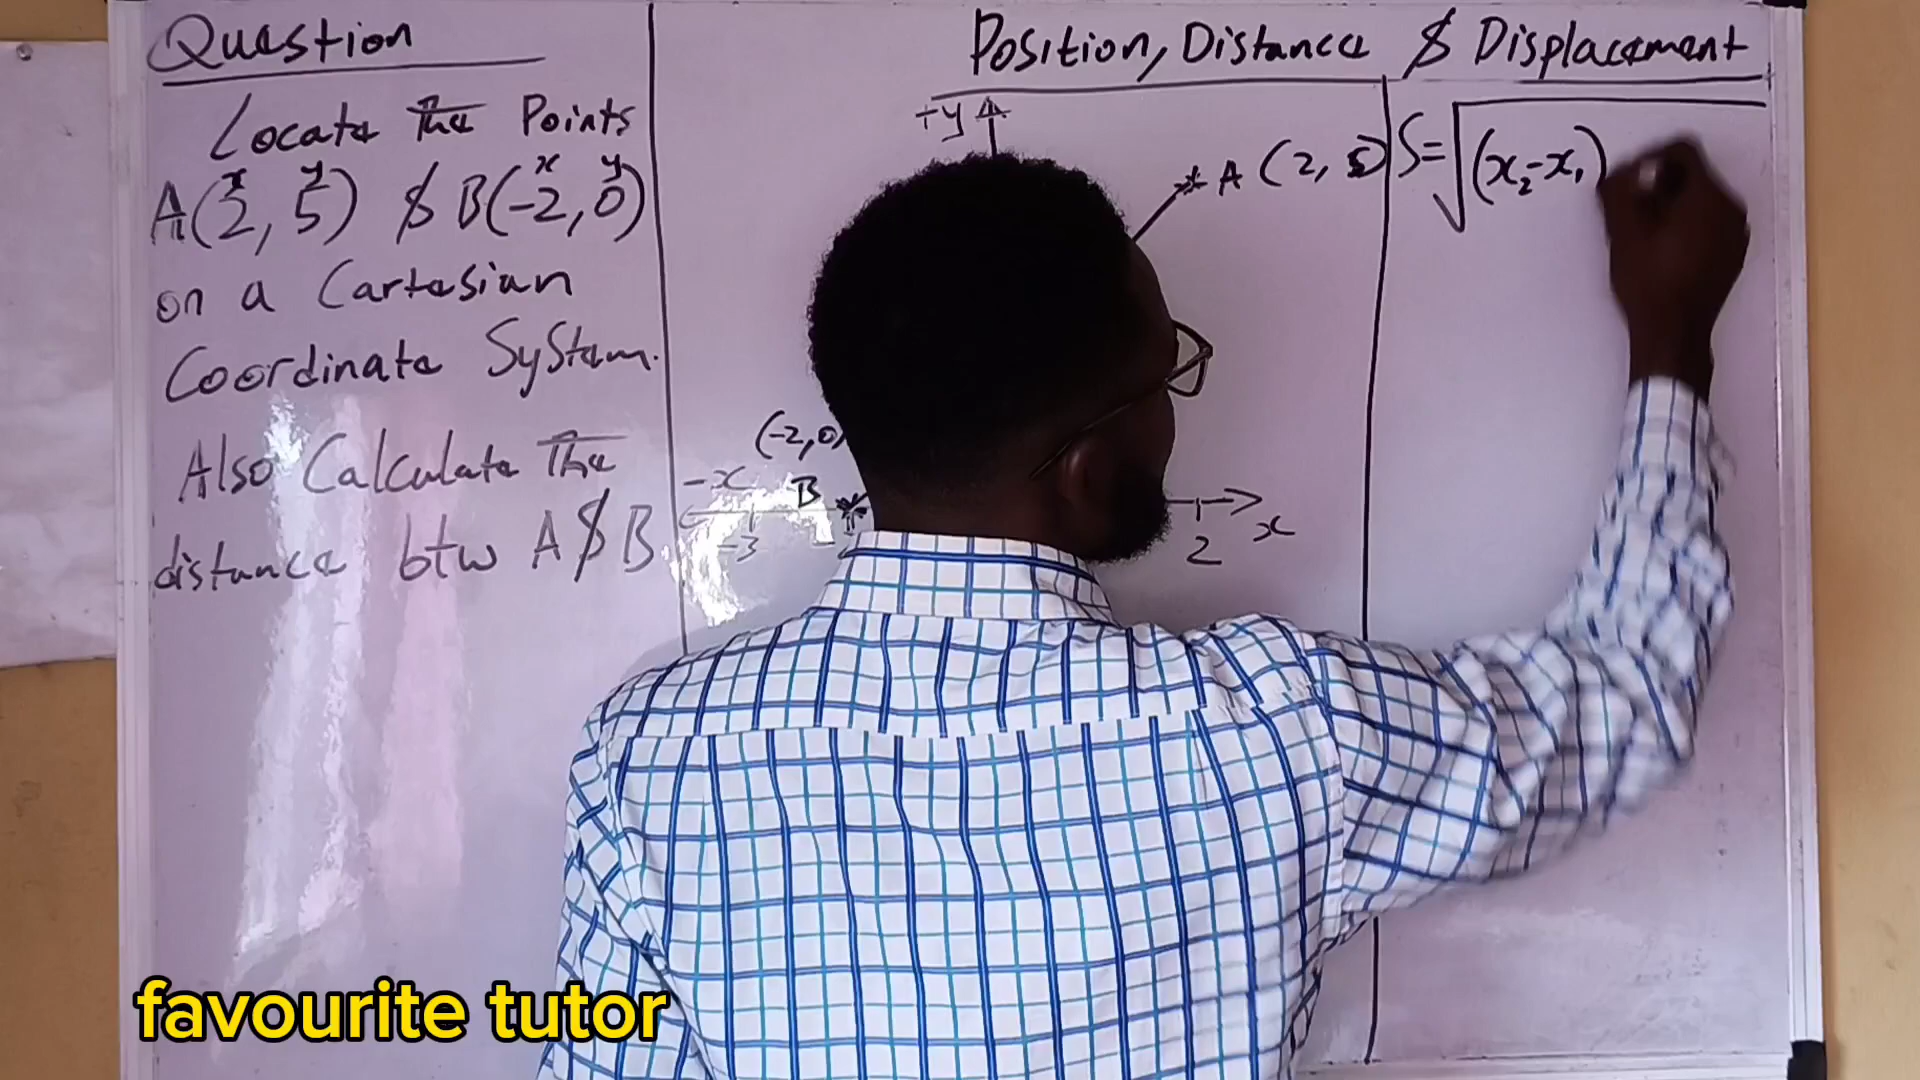 Question
Locate The Points
x y x y
A(2, 5) $ B(-2, 0)
on a Cartesian
Coordinate System.
Also Calculate The
distance btw A $ B
Position, Distance $ Displacement
+y
A (2, 5)
(-2,0)
-x B
-3
2 x
S=√(x₂-x₁)
favourite tutor